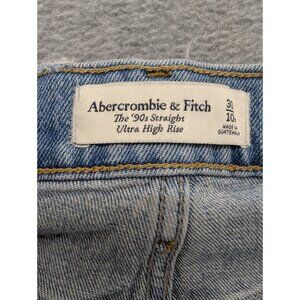 Abercrombie & Fitch
The '90s Straight
Ultra High Rise
30
10R
MADE IN
GUATEMALA